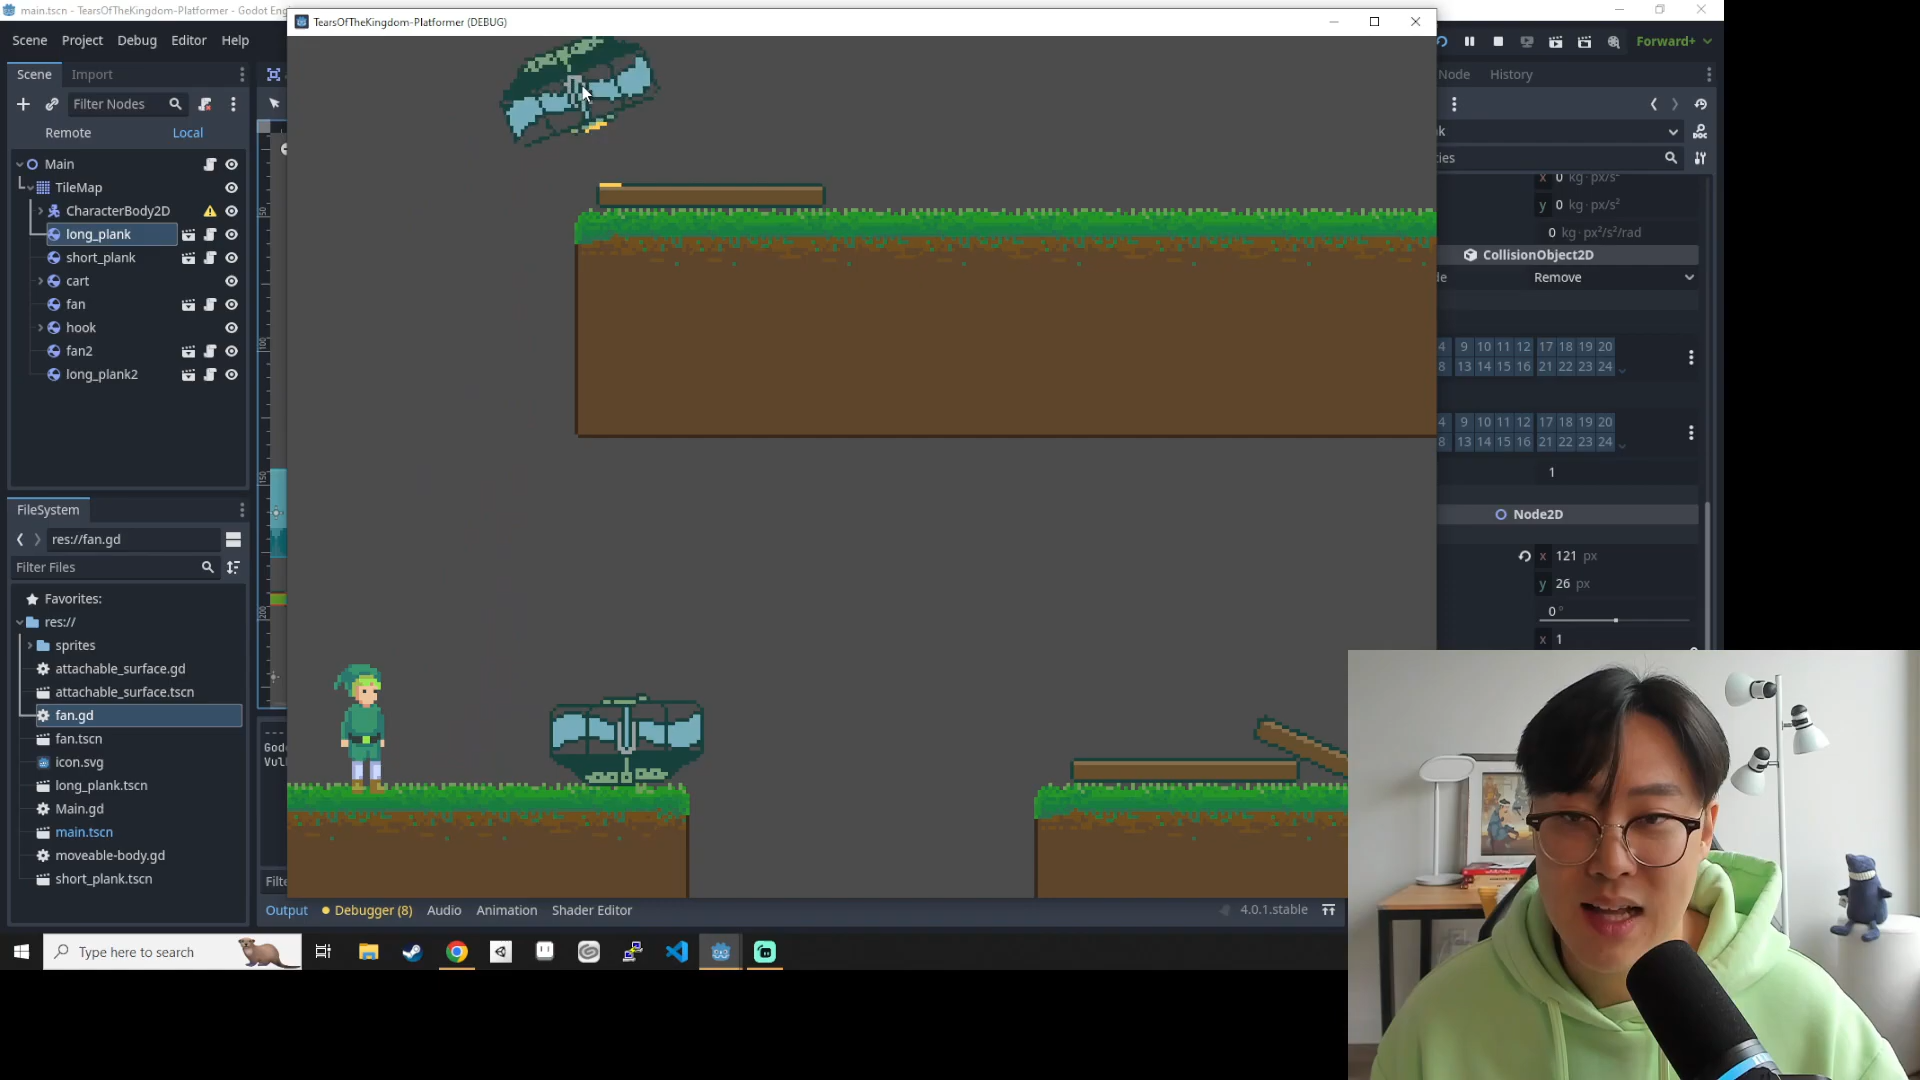 main.tscn - TearsOfTheKingdom-Platformer - Godot Eng
TearsOfTheKingdom-Platformer (DEBUG)
Scene Project Debug Editor Help
Forward+
Scene Import
Node History
Filter Nodes
Remote Local
Main
TileMap
CharacterBody2D
long_plank
short_plank
cart
fan
hook
fan2
long_plank2
FileSystem
res://fan.gd
Filter Files
Favorites:
res://
sprites
attachable_surface.gd
attachable_surface.tscn
fan.gd
fan.tscn
icon.svg
long_plank.tscn
Main.gd
main.tscn
moveable-body.gd
short_plank.tscn
50
100
150
200
Godo
Vull
Filte
x 0 kg·px/s²
y 0 kg·px/s²
0 kg·px²/s²/rad
CollisionObject2D
Remove
4 9 10 11 12 17 18 19 20
8 13 14 15 16 21 22 23 24
4 9 10 11 12 17 18 19 20
8 13 14 15 16 21 22 23 24
1
Node2D
x 121 px
y 26 px
0 °
x 1
Output Debugger (8) Audio Animation Shader Editor
4.0.1.stable
Type here to search